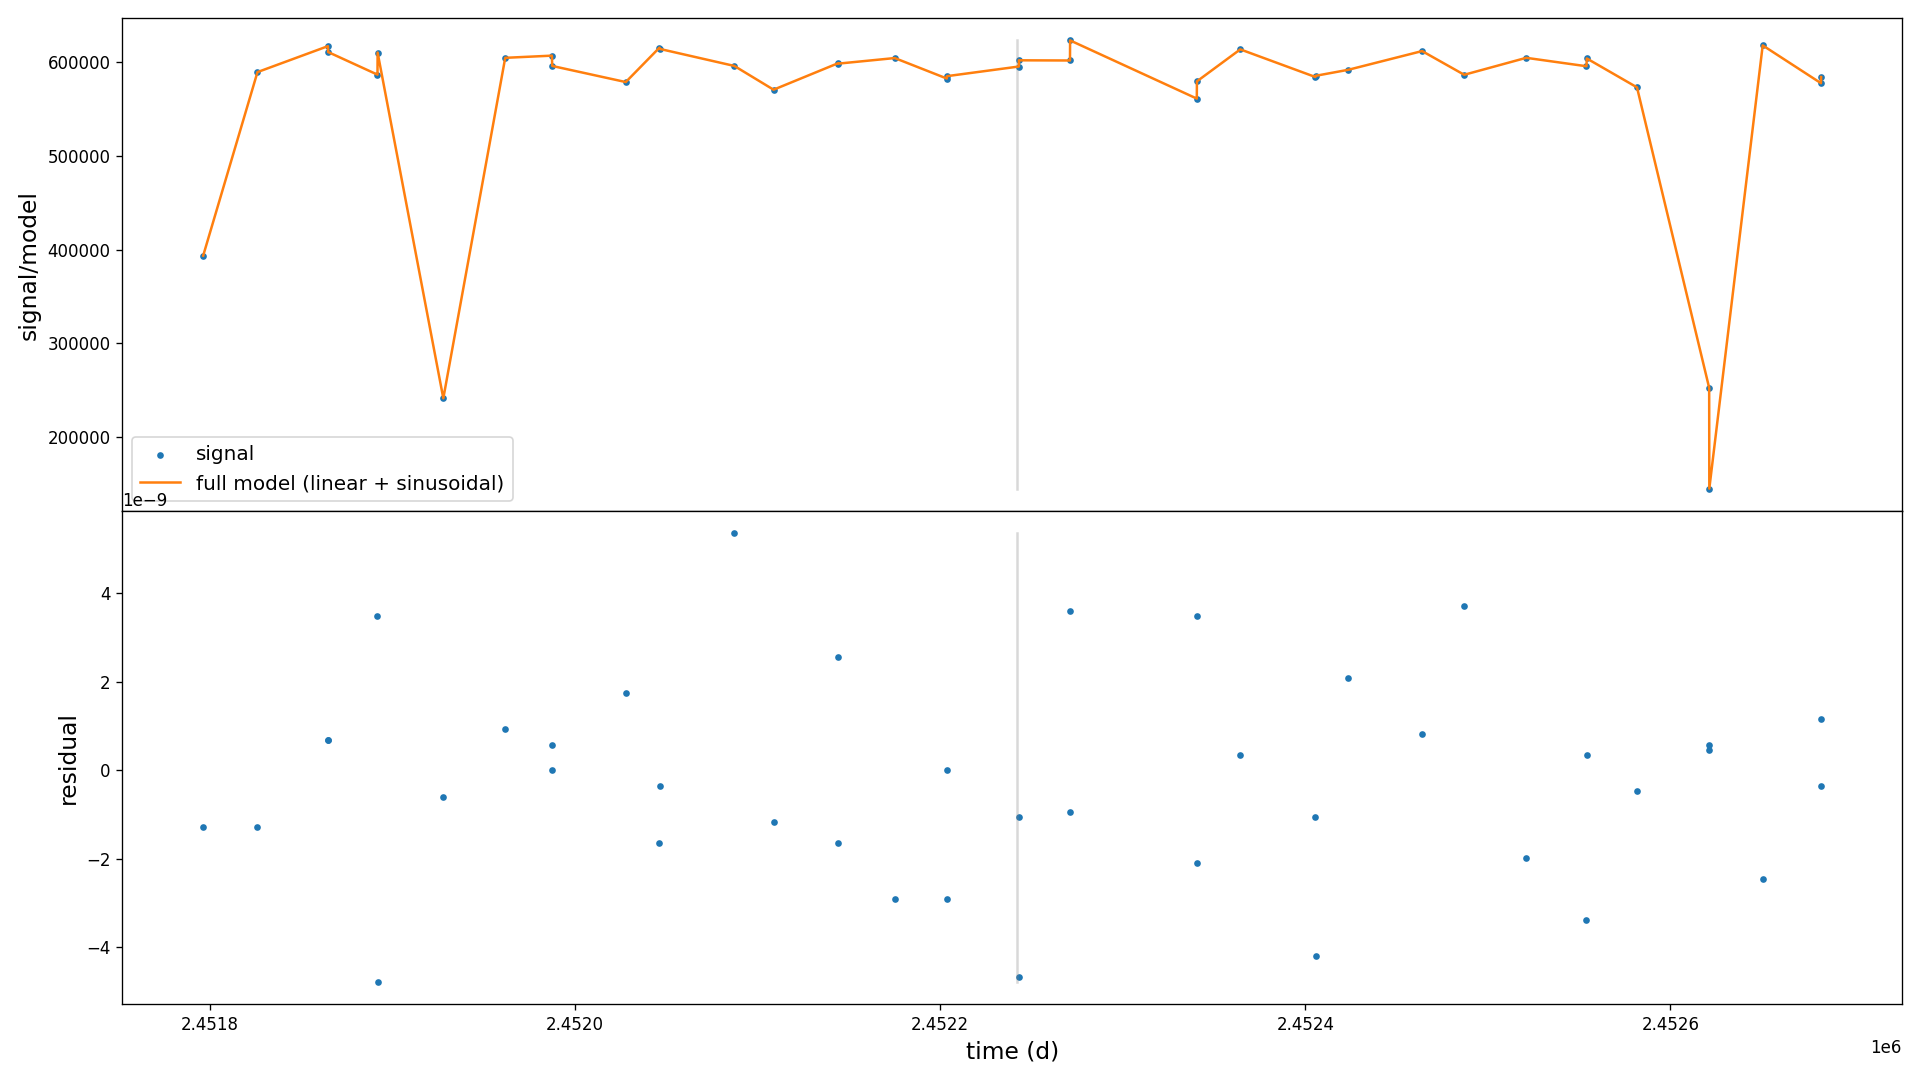 600000
500000
400000
300000
200000
signal/model
signal
full model (linear + sinusoidal)
1e−9
4
2
0
−2
−4
residual
2.4518
2.4520
2.4522
2.4524
2.4526
1e6
time (d)